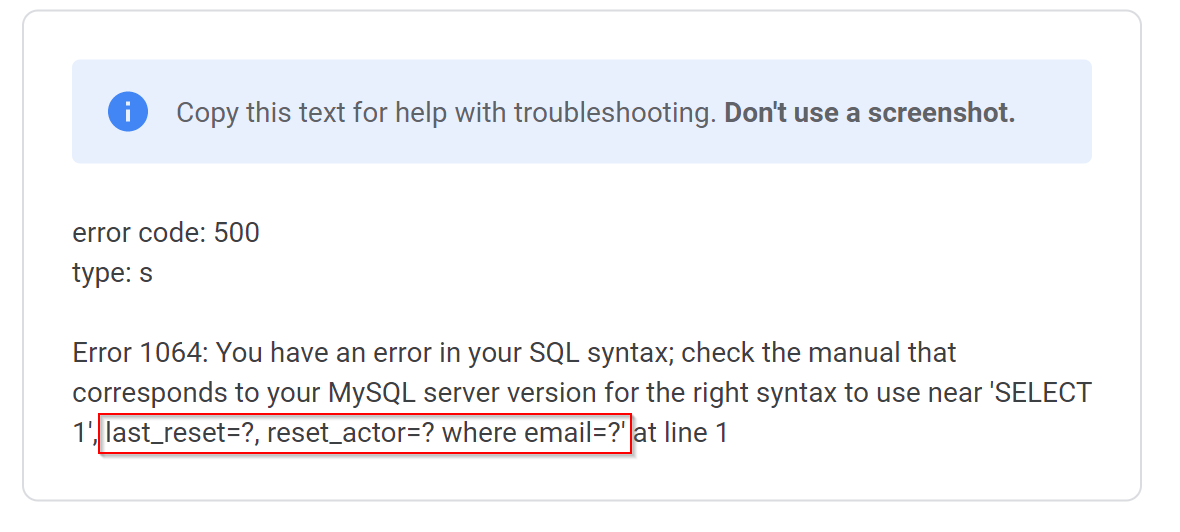 Copy this text for help with troubleshooting. Don't use a screenshot.
error code: 500
type: s
Error 1064: You have an error in your SQL syntax; check the manual that
corresponds to your MySQL server version for the right syntax to use near 'SELECT
1', last_reset=?, reset_actor=? where email=?' at line 1